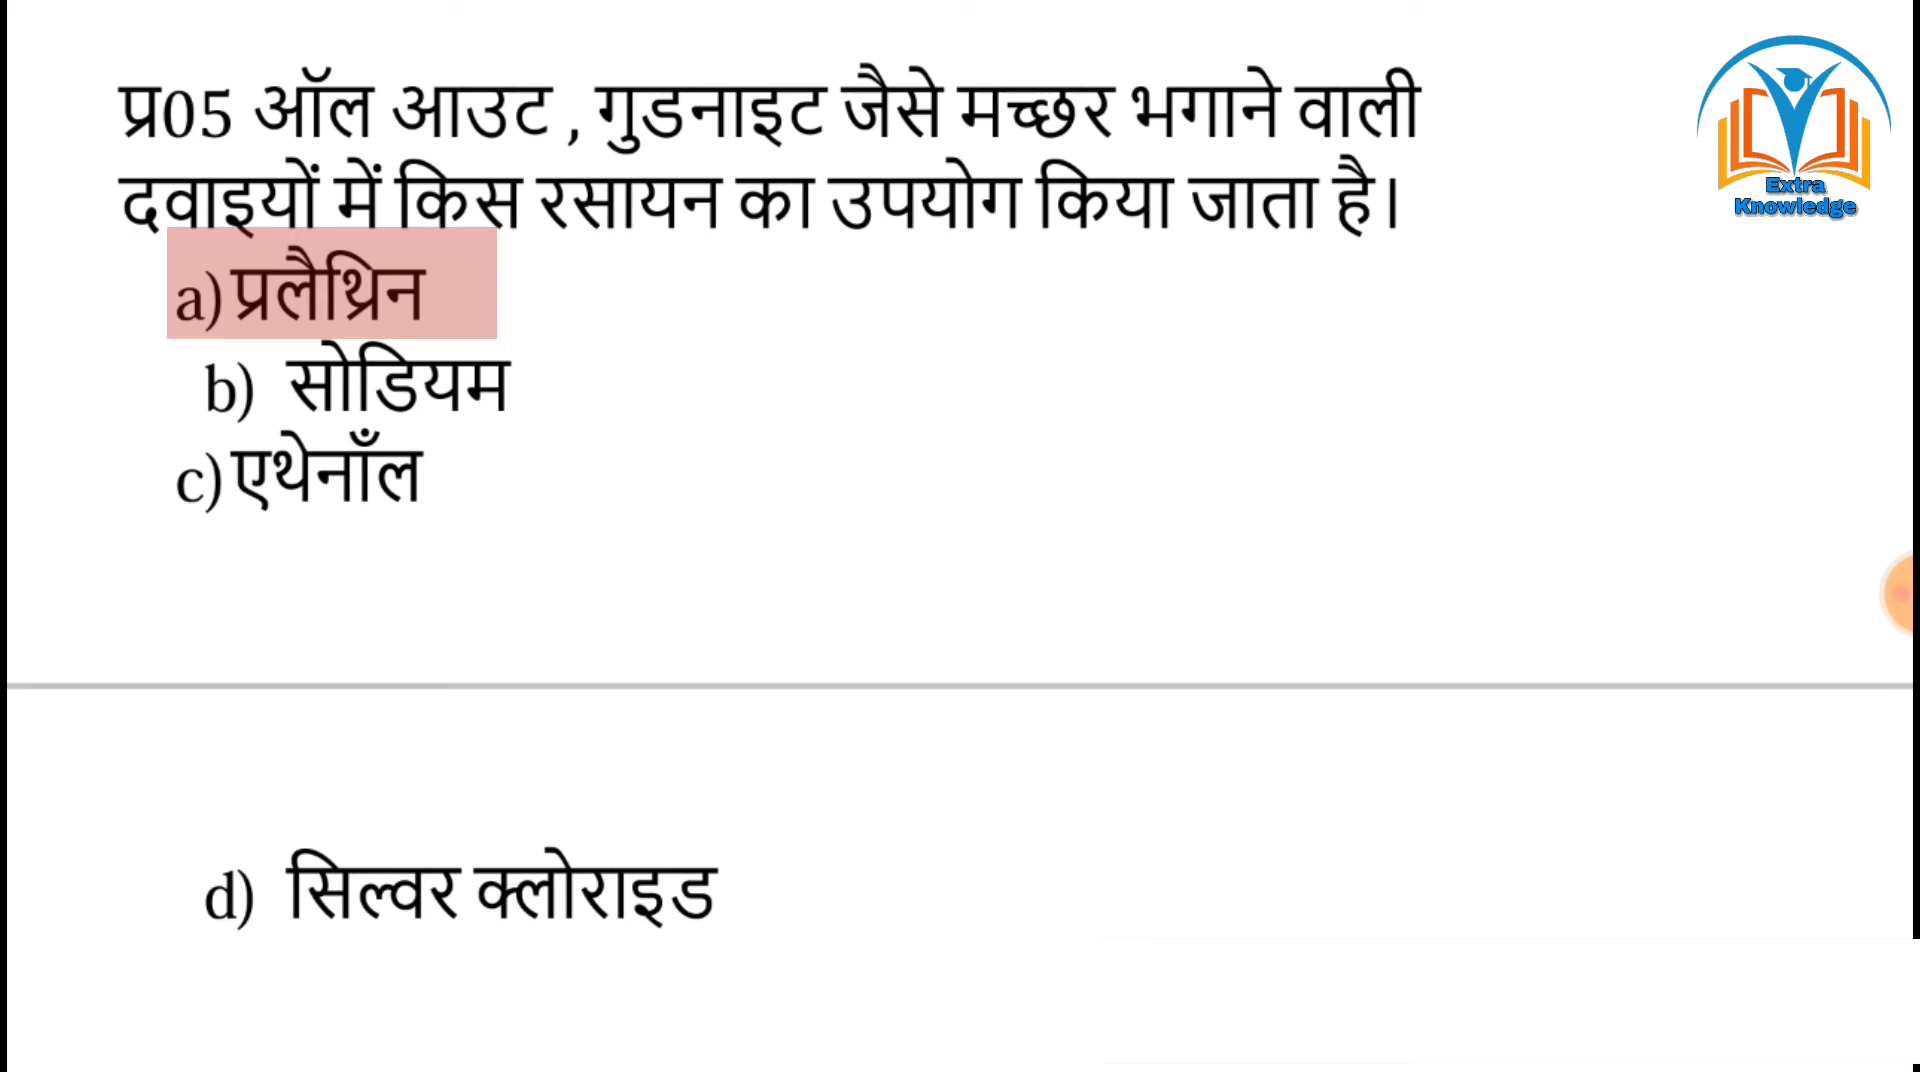 प्र05 ऑल आउट , गुडनाइट जैसे मच्छर भगाने वाली
दवाइयों में किस रसायन का उपयोग किया जाता है।
a) प्रलैथ्रिन
b) सोडियम
c) एथेनाँल
d) सिल्वर क्लोराइड
Extra
Knowledge